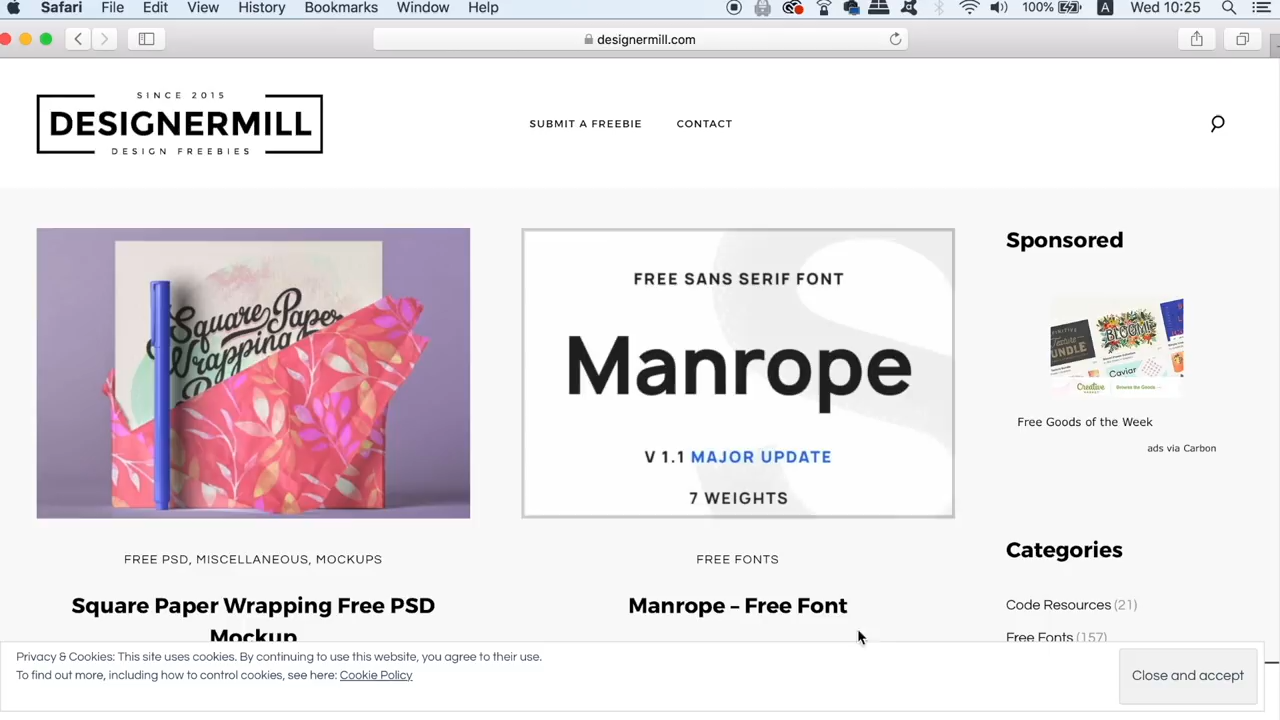 Safari File Edit View History Bookmarks Window Help 100% A Wed 10:25
designermill.com
SINCE 2015
DESIGNERMILL
DESIGN FREEBIES
SUBMIT A FREEBIE CONTACT
Square Paper
Wrapping
FREE SANS SERIF FONT
Manrope
V 1.1 MAJOR UPDATE
7 WEIGHTS
FREE PSD, MISCELLANEOUS, MOCKUPS
Square Paper Wrapping Free PSD
Mockup
FREE FONTS
Manrope – Free Font
Sponsored
BLOOMIE
Caviar
Creative
Browse the Goods
Free Goods of the Week
ads via Carbon
Categories
Code Resources (21)
Free Fonts (157)
Privacy & Cookies: This site uses cookies. By continuing to use this website, you agree to their use.
To find out more, including how to control cookies, see here: Cookie Policy
Close and accept